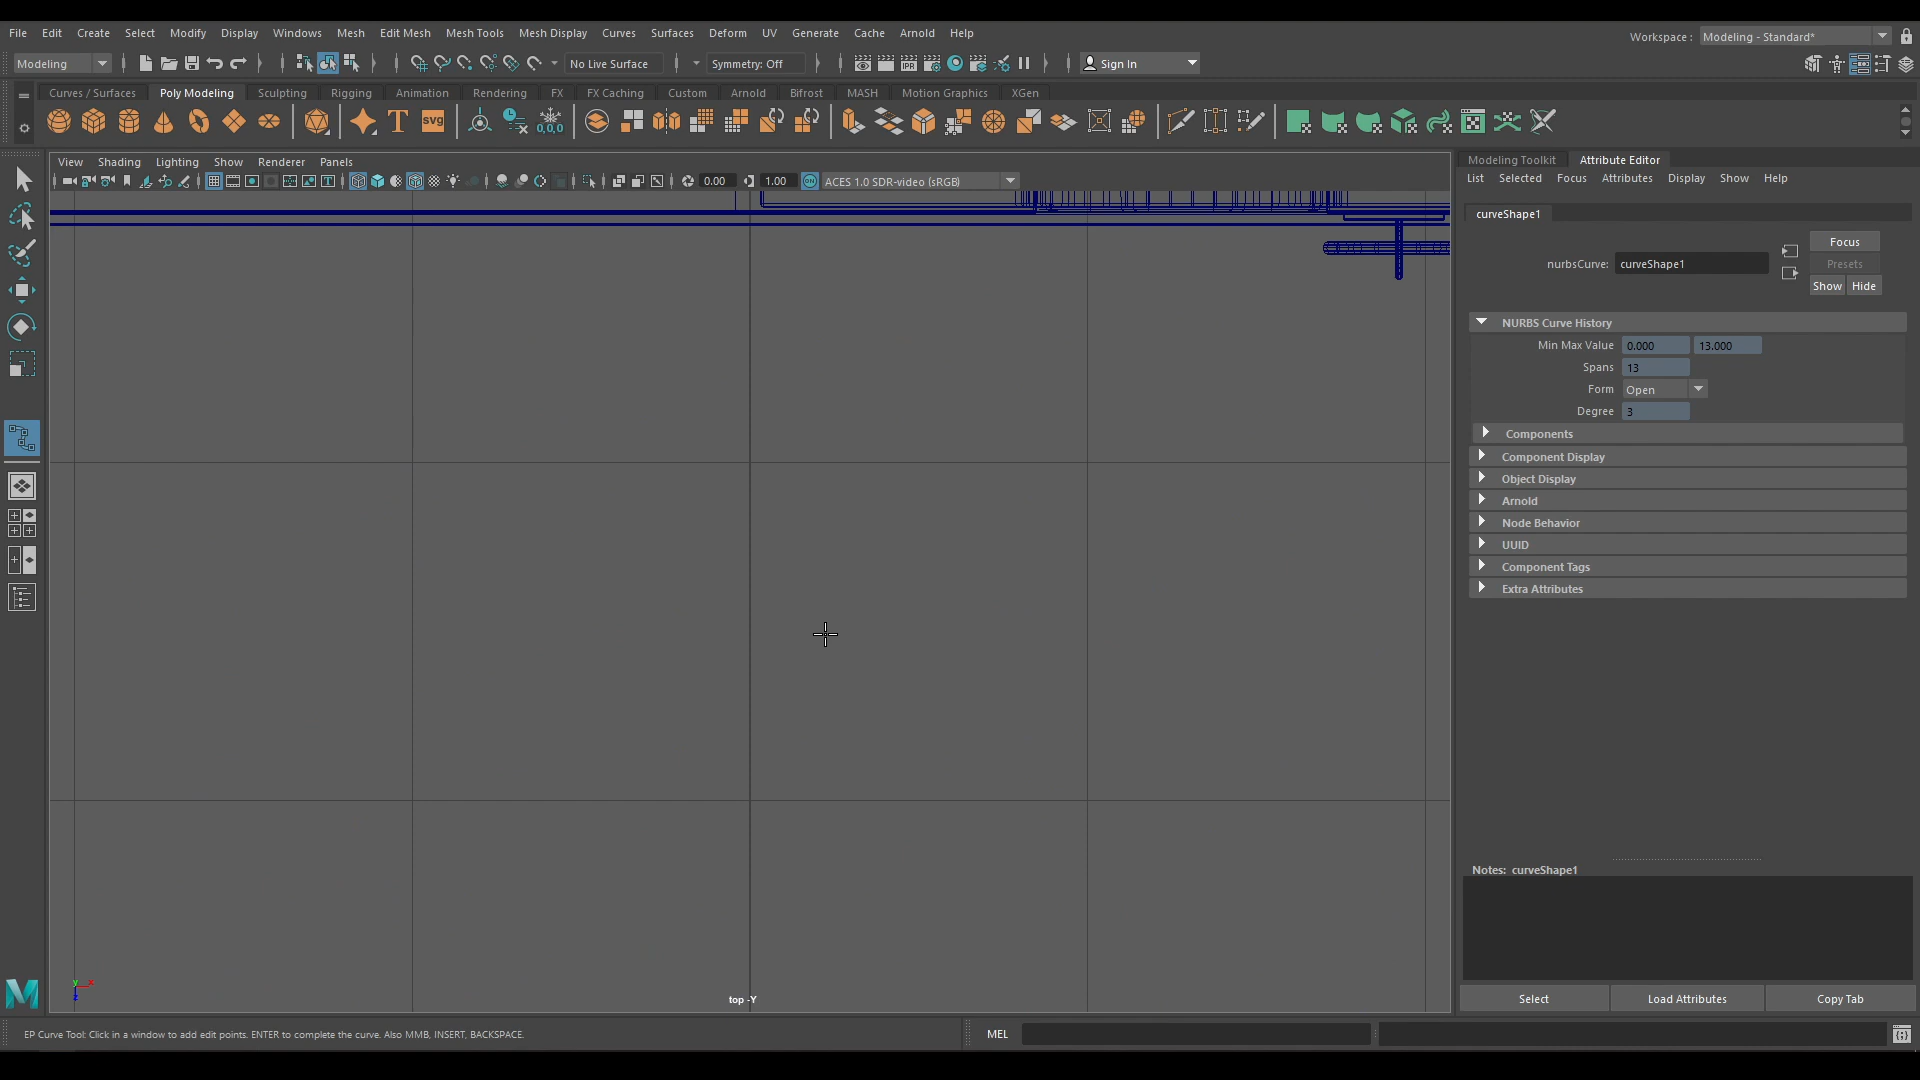 File Edit Create Select Modify Display Windows Mesh Edit Mesh Mesh Tools Mesh Display Curves Surfaces Deform UV Generate Cache Arnold Help
Workspace : Modeling - Standard*
Modeling No Live Surface Symmetry: Off Sign In
Curves / Surfaces Poly Modeling Sculpting Rigging Animation Rendering FX FX Caching Custom Arnold Bifrost MASH Motion Graphics XGen
T svg 0,0,0
View Shading Lighting Show Renderer Panels
0.00 1.00 ON ACES 1.0 SDR-video (sRGB)
Modeling Toolkit Attribute Editor
List Selected Focus Attributes Display Show Help
curveShape1
Focus
nurbsCurve: curveShape1
Presets
Show Hide
NURBS Curve History
Min Max Value 0.000 13.000
Spans 13
Form Open
Degree 3
Components
Component Display
Object Display
Arnold
Node Behavior
UUID
Component Tags
Extra Attributes
Notes: curveShape1
Select Load Attributes Copy Tab
y x
z
top -Y
M
EP Curve Tool: Click in a window to add edit points. ENTER to complete the curve. Also MMB, INSERT, BACKSPACE.
MEL